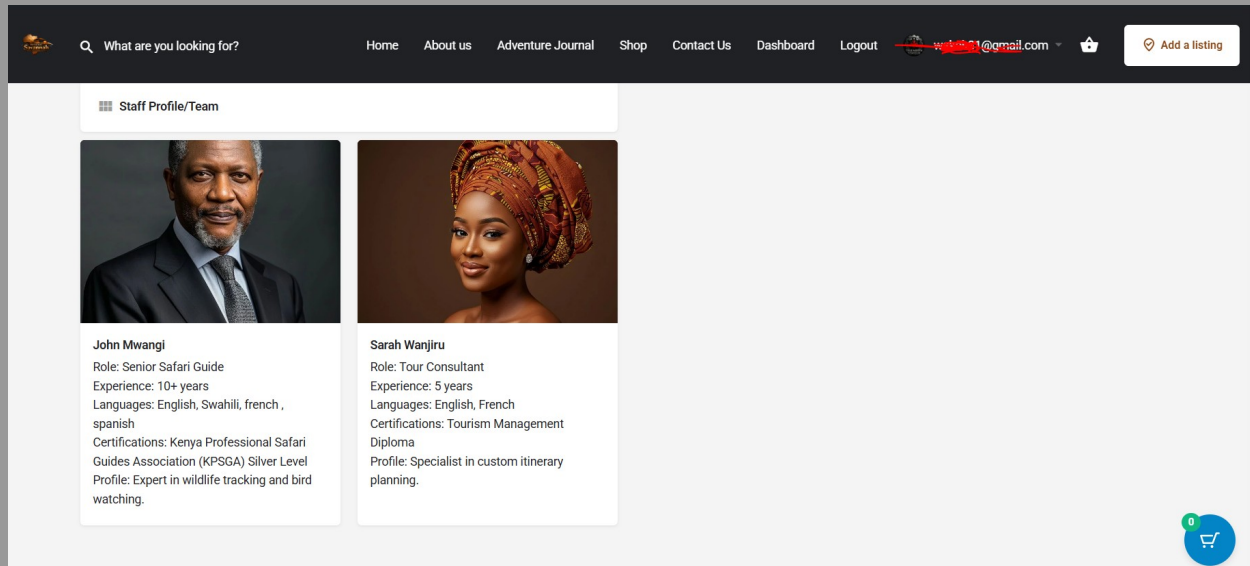 What are you looking for?
Home
About us
Adventure Journal
Shop
Contact Us
Dashboard
Logout
@gmail.com
Add a listing
Staff Profile/Team
John Mwangi
Role: Senior Safari Guide
Experience: 10+ years
Languages: English, Swahili, french ,
spanish
Certifications: Kenya Professional Safari
Guides Association (KPSGA) Silver Level
Profile: Expert in wildlife tracking and bird
watching.
Sarah Wanjiru
Role: Tour Consultant
Experience: 5 years
Languages: English, French
Certifications: Tourism Management
Diploma
Profile: Specialist in custom itinerary
planning.
0